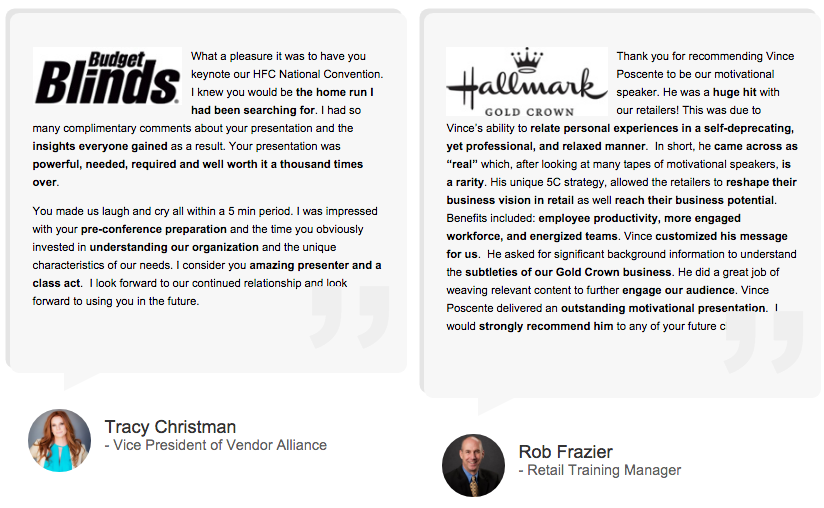 Budget
Blinds
What a pleasure it was to have you
keynote our HFC National Convention.
I knew you would be the home run I
had been searching for. I had so
many complimentary comments about your presentation and the
insights everyone gained as a result. Your presentation was
powerful, needed, required and well worth it a thousand times
over.
You made us laugh and cry all within a 5 min period. I was impressed
with your pre-conference preparation and the time you obviously
invested in understanding our organization and the unique
characteristics of our needs. I consider you amazing presenter and a
class act. I look forward to our continued relationship and look
forward to using you in the future.
Tracy Christman
- Vice President of Vendor Alliance
Hallmark
GOLD CROWN
Thank you for recommending Vince
Poscente to be our motivational
speaker. He was a huge hit with
our retailers! This was due to
Vince's ability to relate personal experiences in a self-deprecating,
yet professional, and relaxed manner. In short, he came across as
“real” which, after looking at many tapes of motivational speakers, is
a rarity. His unique 5C strategy, allowed the retailers to reshape their
business vision in retail as well reach their business potential.
Benefits included: employee productivity, more engaged
workforce, and energized teams. Vince customized his message
for us. He asked for significant background information to understand
the subtleties of our Gold Crown business. He did a great job of
weaving relevant content to further engage our audience. Vince
Poscente delivered an outstanding motivational presentation. I
would strongly recommend him to any of your future
Rob Frazier
- Retail Training Manager